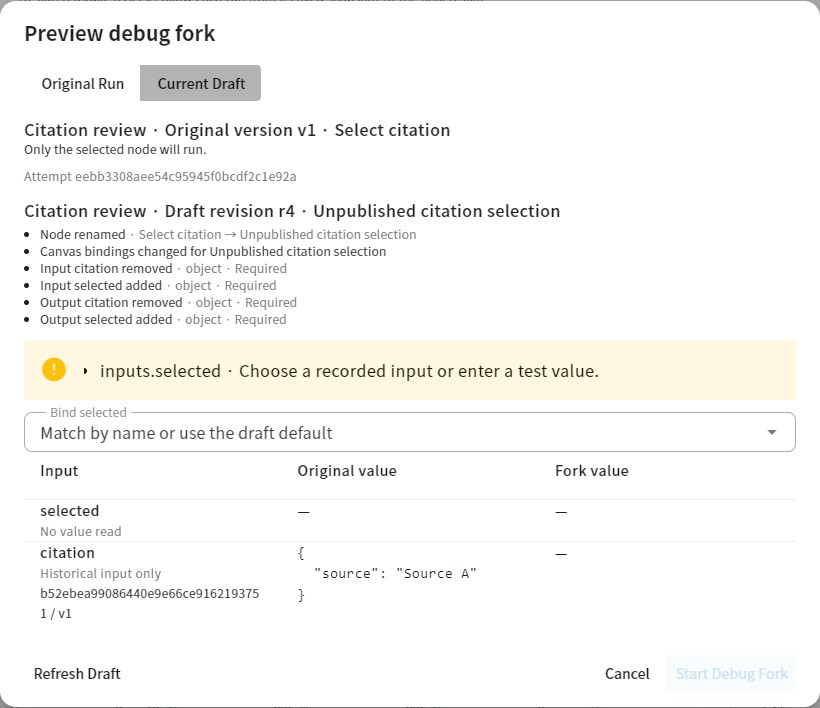 Preview debug fork
Original Run
Current Draft
Citation review · Original version v1 · Select citation
Only the selected node will run.
Attempt eebb3308aee54c95945f0bcdf2c1e92a
Citation review · Draft revision r4 · Unpublished citation selection
Node renamed · Select citation → Unpublished citation selection
Canvas bindings changed for Unpublished citation selection
Input citation removed · object · Required
Input selected added · object · Required
Output citation removed · object · Required
Output selected added · object · Required
inputs.selected · Choose a recorded input or enter a test value.
Bind selected
Match by name or use the draft default
Input Original value Fork value
selected — —
No value read
citation { —
Historical input only "source": "Source A"
b52ebea99086440e9e66ce916219375 }
1 / v1
Refresh Draft
Cancel
Start Debug Fork